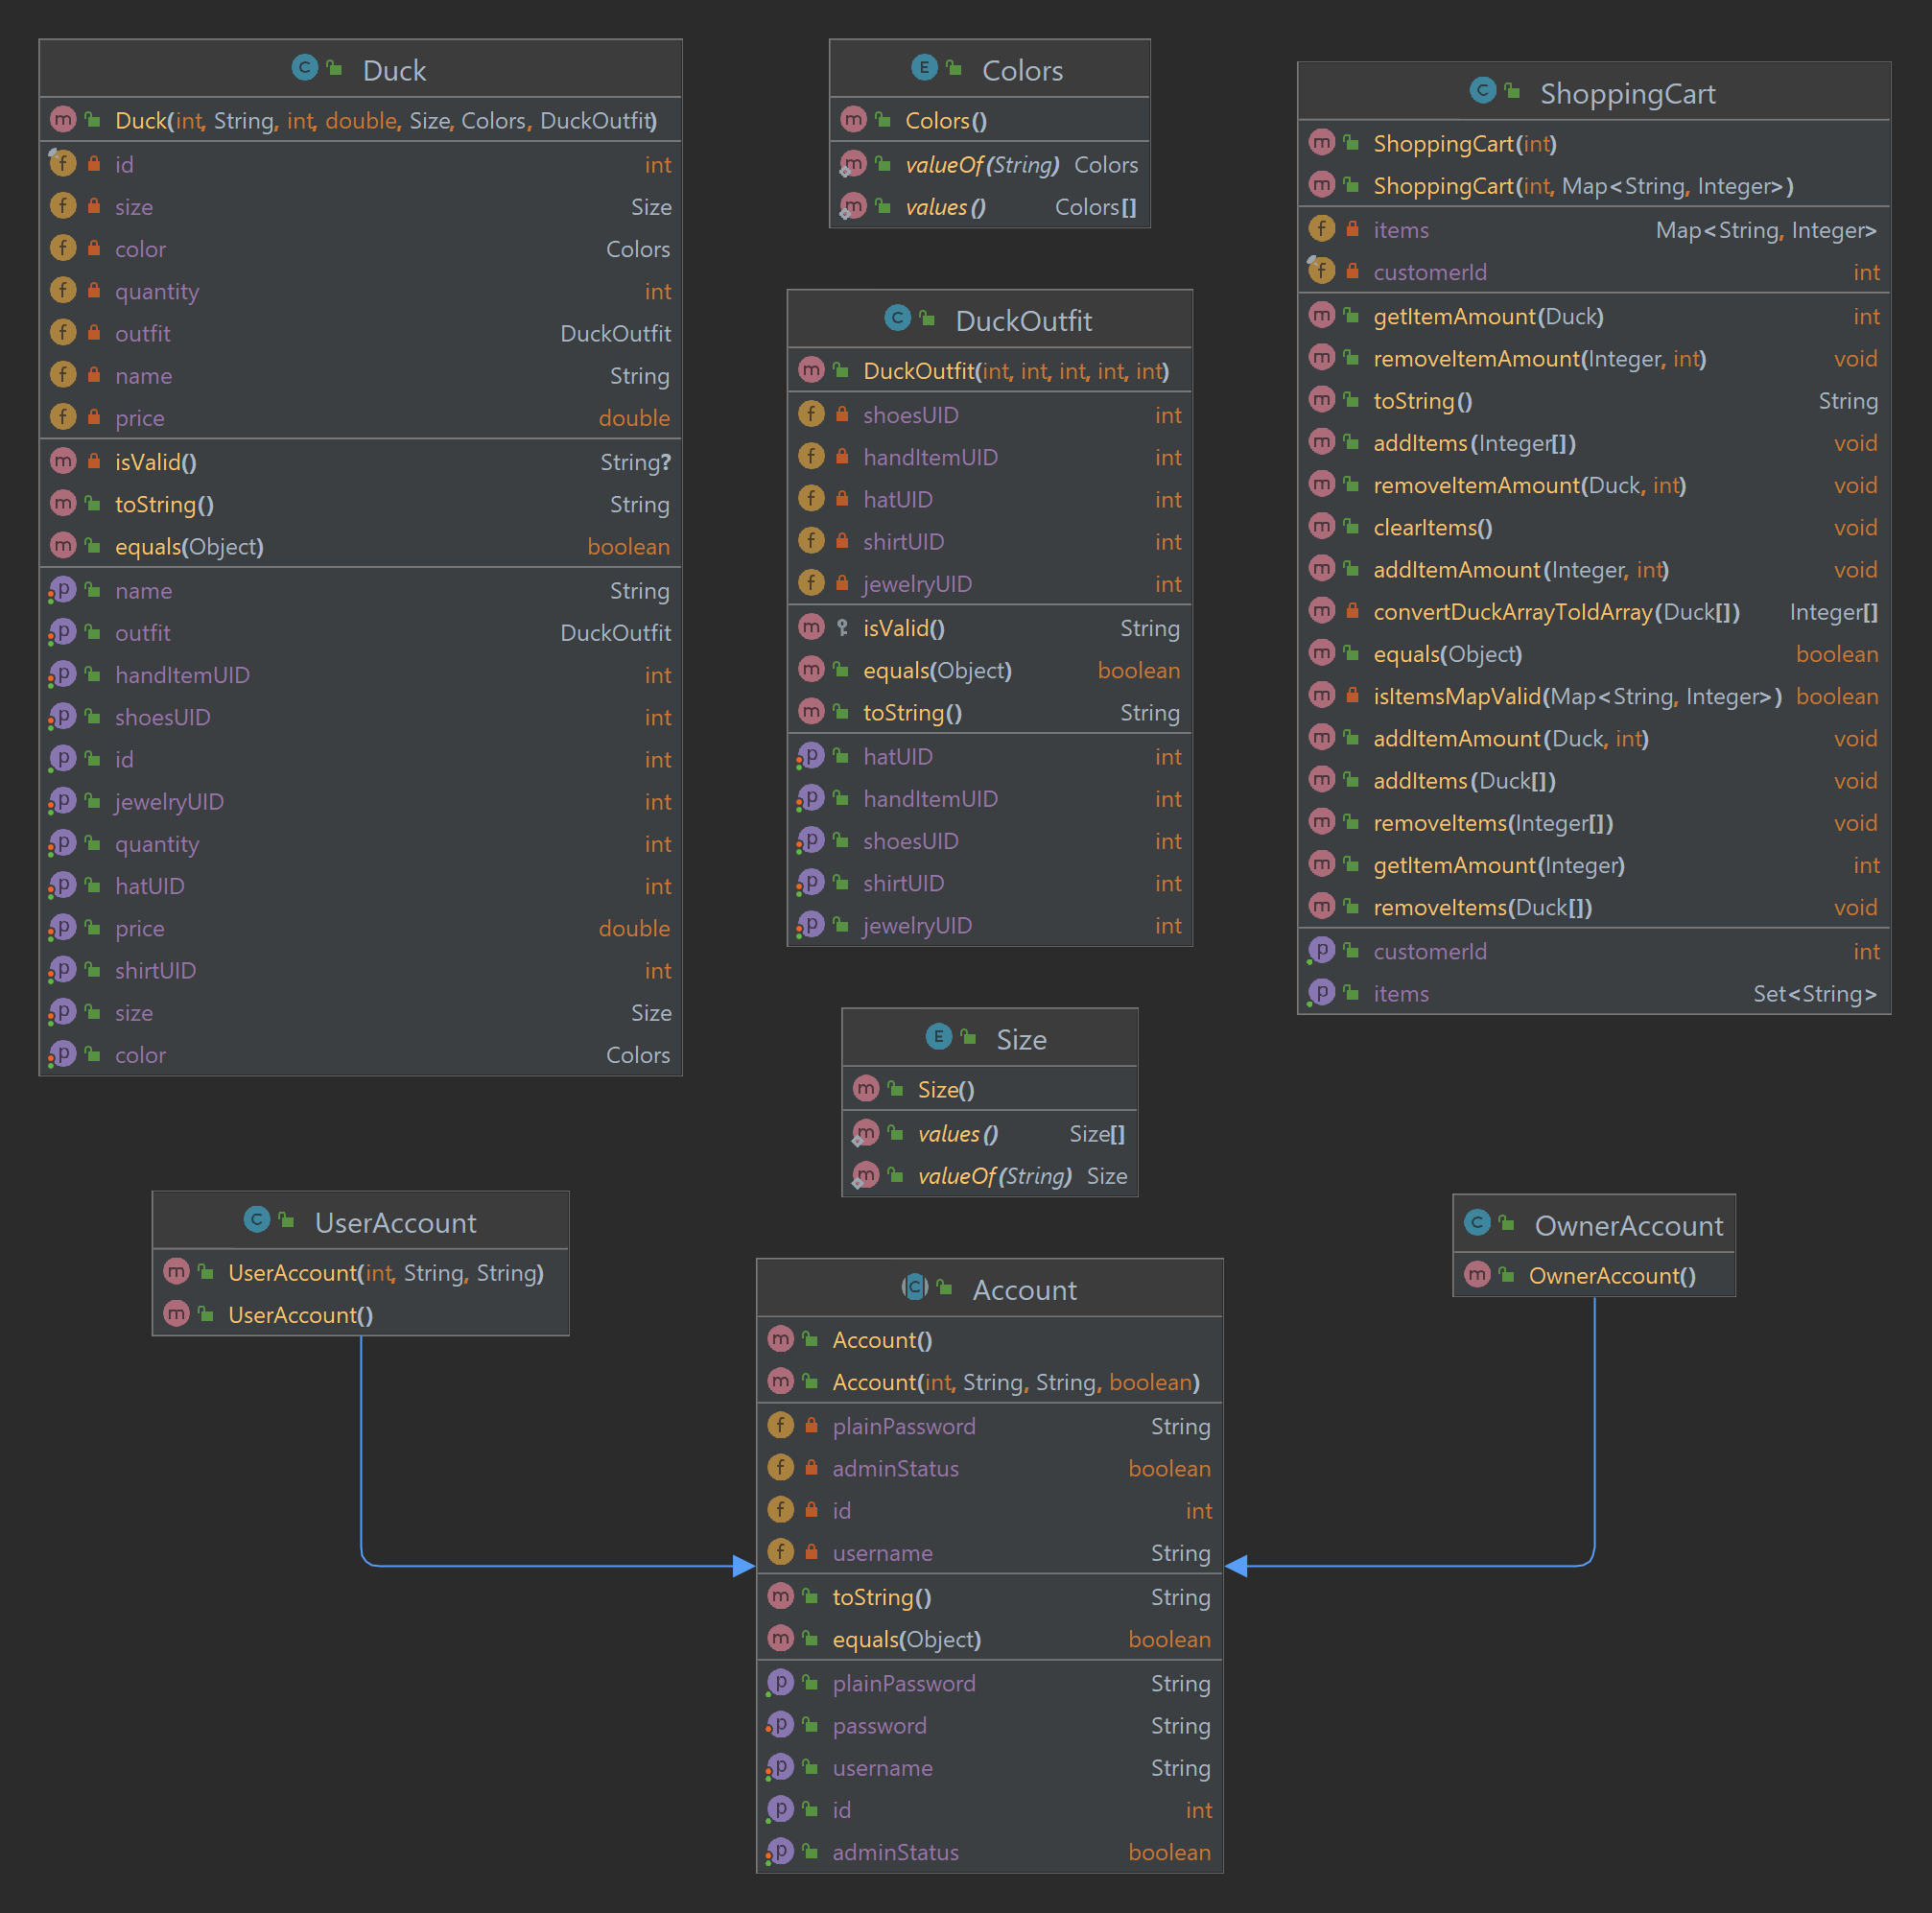 Duck
Duck(int, String, int, double, Size, Colors, DuckOutfit)
id int
size Size
color Colors
quantity int
outfit DuckOutfit
name String
price double
isValid() String?
toString() String
equals(Object) boolean
name String
outfit DuckOutfit
handItemUID int
shoesUID int
id int
jewelryUID int
quantity int
hatUID int
price double
shirtUID int
size Size
color Colors
Colors
Colors()
valueOf(String) Colors
values() Colors[]
DuckOutfit
DuckOutfit(int, int, int, int, int)
shoesUID int
handItemUID int
hatUID int
shirtUID int
jewelryUID int
isValid() String
equals(Object) boolean
toString() String
hatUID int
handItemUID int
shoesUID int
shirtUID int
jewelryUID int
Size
Size()
values() Size[]
valueOf(String) Size
ShoppingCart
ShoppingCart(int)
ShoppingCart(int, Map<String, Integer>)
items Map<String, Integer>
customerId int
getItemAmount(Duck) int
removeItemAmount(Integer, int) void
toString() String
addItems(Integer[]) void
removeItemAmount(Duck, int) void
clearItems() void
addItemAmount(Integer, int) void
convertDuckArrayToIdArray(Duck[]) Integer[]
equals(Object) boolean
isItemsMapValid(Map<String, Integer>) boolean
addItemAmount(Duck, int) void
addItems(Duck[]) void
removeItems(Integer[]) void
getItemAmount(Integer) int
removeItems(Duck[]) void
customerId int
items Set<String>
UserAccount
UserAccount(int, String, String)
UserAccount()
Account
Account()
Account(int, String, String, boolean)
plainPassword String
adminStatus boolean
id int
username String
toString() String
equals(Object) boolean
plainPassword String
password String
username String
id int
adminStatus boolean
OwnerAccount
OwnerAccount()